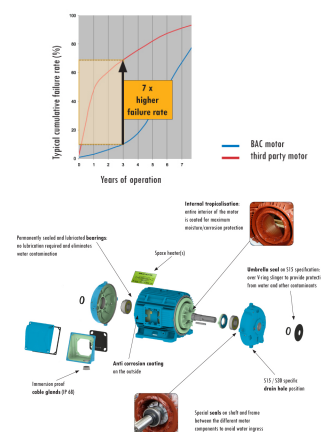 Typical cumulative failure rate (%)
100
80
60
40
20
0
0 1 2 3 4 5 6 7
Years of operation
7 x
higher
failure rate
BAC motor
third party motor
Internal tropicalisation:
entire interior of the motor
is coated for maximum
moisture/corrosion protection
Permanently sealed and lubricated bearings:
no lubrication required and eliminates
water contamination
Space heater(s)
Umbrella seal on S15 specification:
over V-ring slinger to provide protecti
from water and other contaminants
Anti corrosion coating
on the outside
Immersion proof
cable glands (IP 68)
S15 / S30 specific
drain hole position
Special seals on shaft and frame
between the different motor
components to avoid water ingress